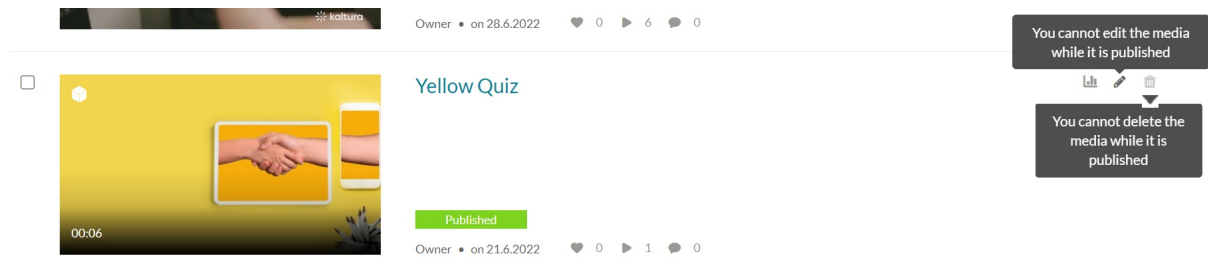 kaltura
Owner • on 28.6.2022 0 6 0
You cannot edit the media
while it is published
Yellow Quiz
You cannot delete the
media while it is
published
Published
00:06
Owner • on 21.6.2022 0 1 0